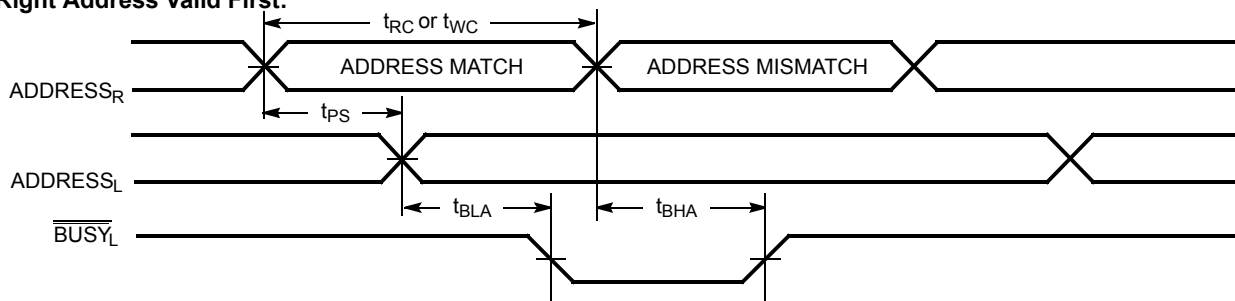 Right Address Valid First:
tRC or tWC
ADDRESS MATCH
ADDRESS MISMATCH
ADDRESSR
tPS
ADDRESSL
tBLA
tBHA
BUSYL